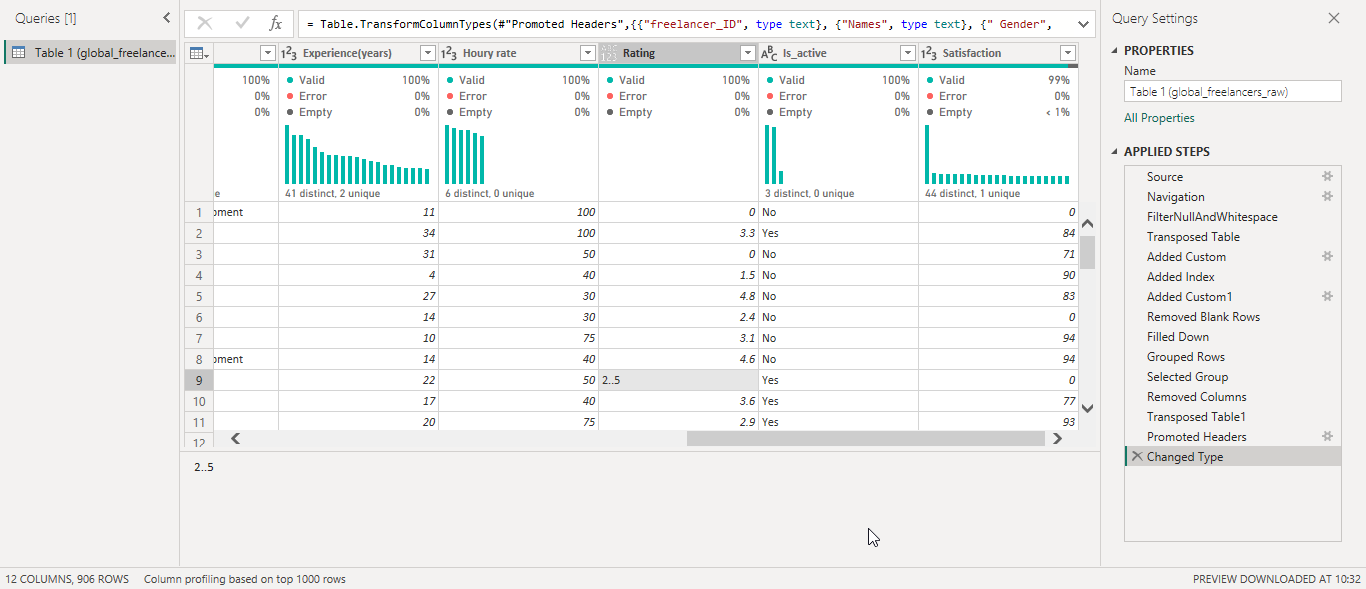 Queries [1]
Table 1 (global_freelance...
fx
= Table.TransformColumnTypes(#"Promoted Headers",{{"freelancer_ID", type text}, {"Names", type text}, {" Gender",
1²3 Experience(years)
1²3 Houry rate
ABC 123 Rating
ABC Is_active
1²3 Satisfaction
100% Valid 100% Valid 100% Valid 100% Valid 100% Valid 99%
0% Error 0% Error 0% Error 0% Error 0% Error 0%
0% Empty 0% Empty 0% Empty 0% Empty 0% Empty < 1%
e 41 distinct, 2 unique 6 distinct, 0 unique 3 distinct, 0 unique 44 distinct, 1 unique
1 pment 11 100 0 No 0
2 34 100 3.3 Yes 84
3 31 50 0 No 71
4 4 40 1.5 No 90
5 27 30 4.8 No 83
6 14 30 2.4 No 0
7 10 75 3.1 No 94
8 pment 14 40 4.6 No 94
9 22 50 2..5 Yes 0
10 17 40 3.6 Yes 77
11 20 75 2.9 Yes 93
12
2..5
Query Settings
PROPERTIES
Name
Table 1 (global_freelancers_raw)
All Properties
APPLIED STEPS
Source
Navigation
FilterNullAndWhitespace
Transposed Table
Added Custom
Added Index
Added Custom1
Removed Blank Rows
Filled Down
Grouped Rows
Selected Group
Removed Columns
Transposed Table1
Promoted Headers
Changed Type
12 COLUMNS, 906 ROWS Column profiling based on top 1000 rows
PREVIEW DOWNLOADED AT 10:32